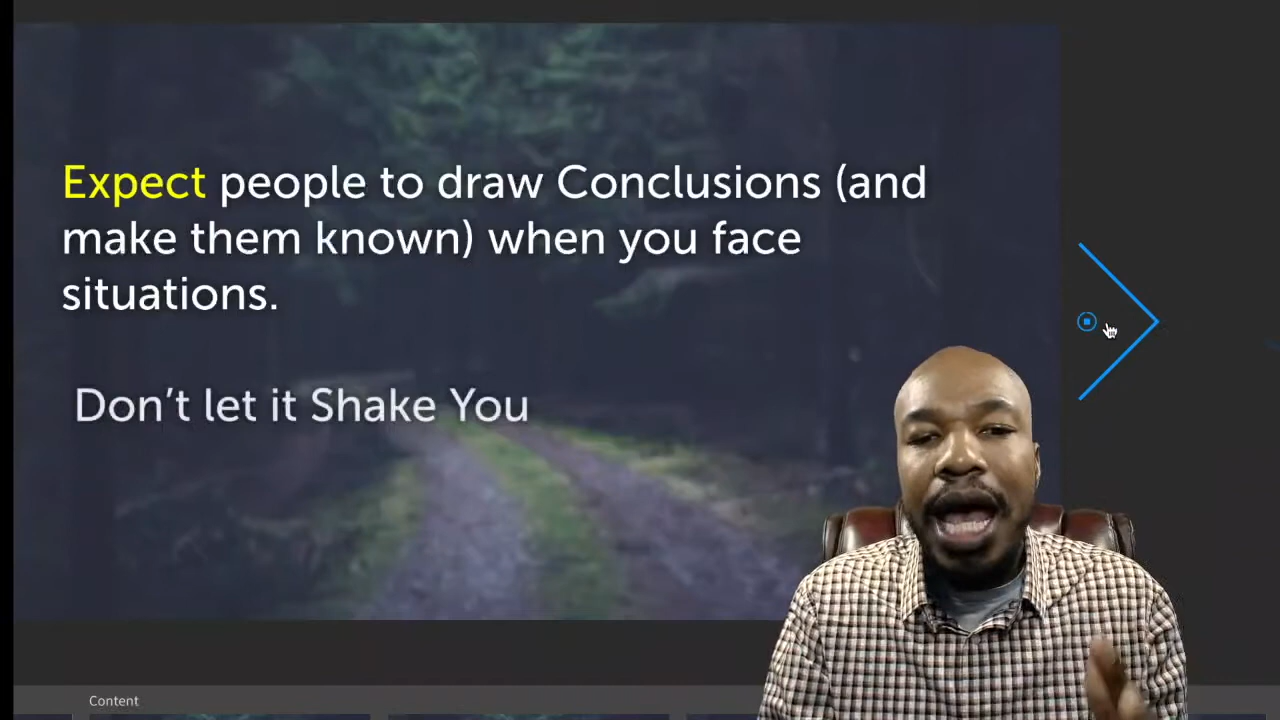 Expect people to draw Conclusions (and
make them known) when you face
situations.
Don’t let it Shake You
Content